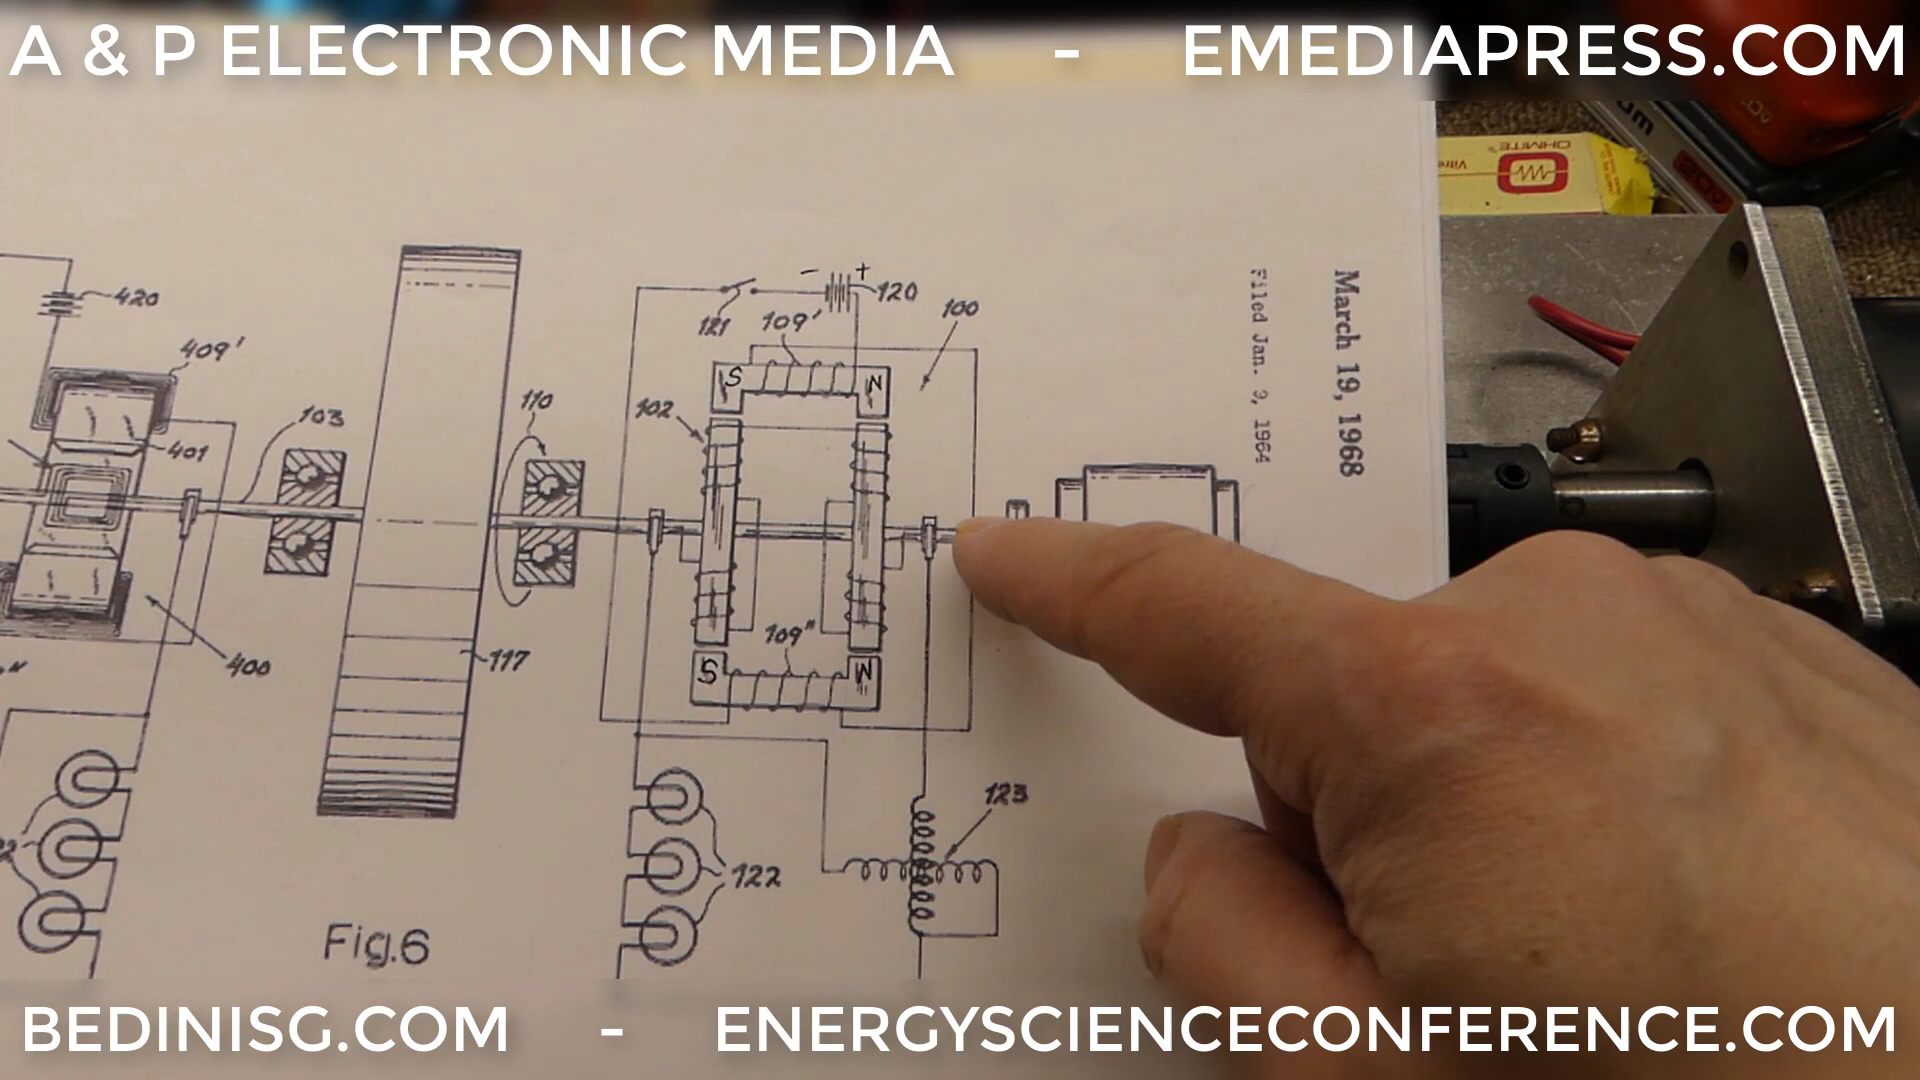 A & P ELECTRONIC MEDIA - EMEDIAPRESS.COM
OHMITE
Vitre
March 19, 1968
Filed Jan. 9, 1964
- +
420
121
120
109'
100
409'
S N
110
102
103
401
109"
S N
117
400
123
122
Fig.6
BEDINISG.COM - ENERGYSCIENCECONFERENCE.COM